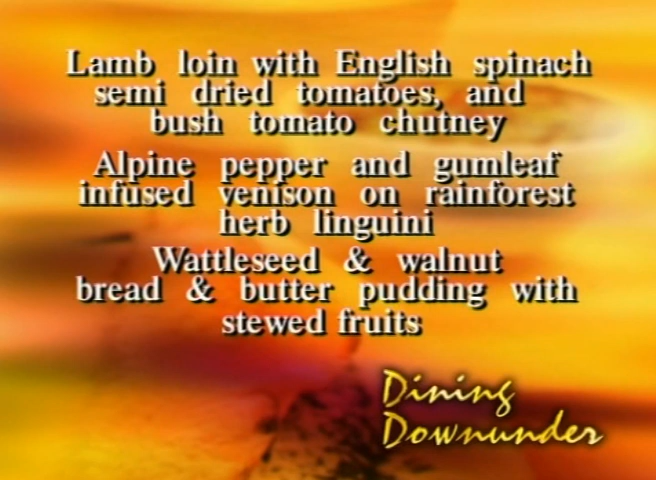 Lamb loin with English spinach
semi dried tomatoes, and
bush tomato chutney
Alpine pepper and gumleaf
infused venison on rainforest
herb linguini
Wattleseed & walnut
bread & butter pudding with
stewed fruits
Dining
Downunder